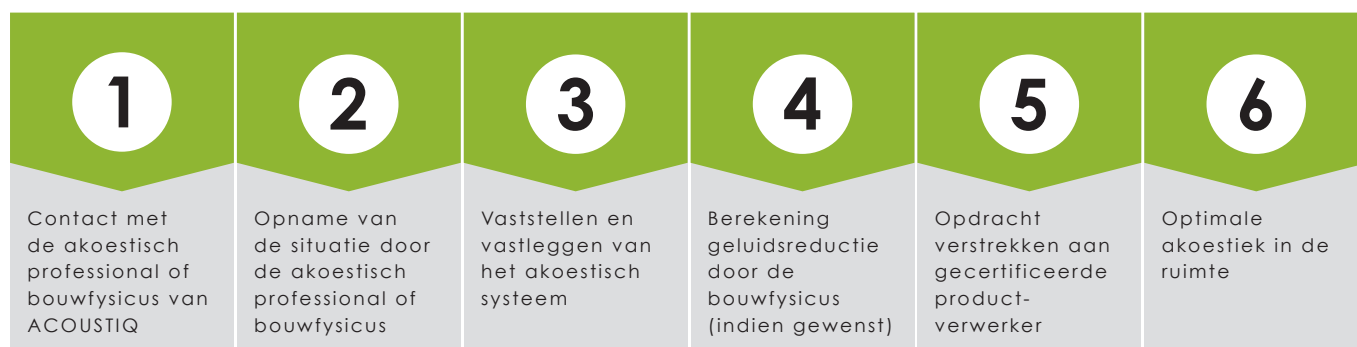 1
Contact met
de akoestisch
professional of
bouwfysicus van
ACOUSTIQ
2
Opname van
de situatie door
de akoestisch
professional of
bouwfysicus
3
Vaststellen en
vastleggen van
het akoestisch
systeem
4
Berekening
geluidsreductie
door de
bouwfysicus
(indien gewenst)
5
Opdracht
verstrekken aan
gecertificeerde
product-
verwerker
6
Optimale
akoestiek in de
ruimte